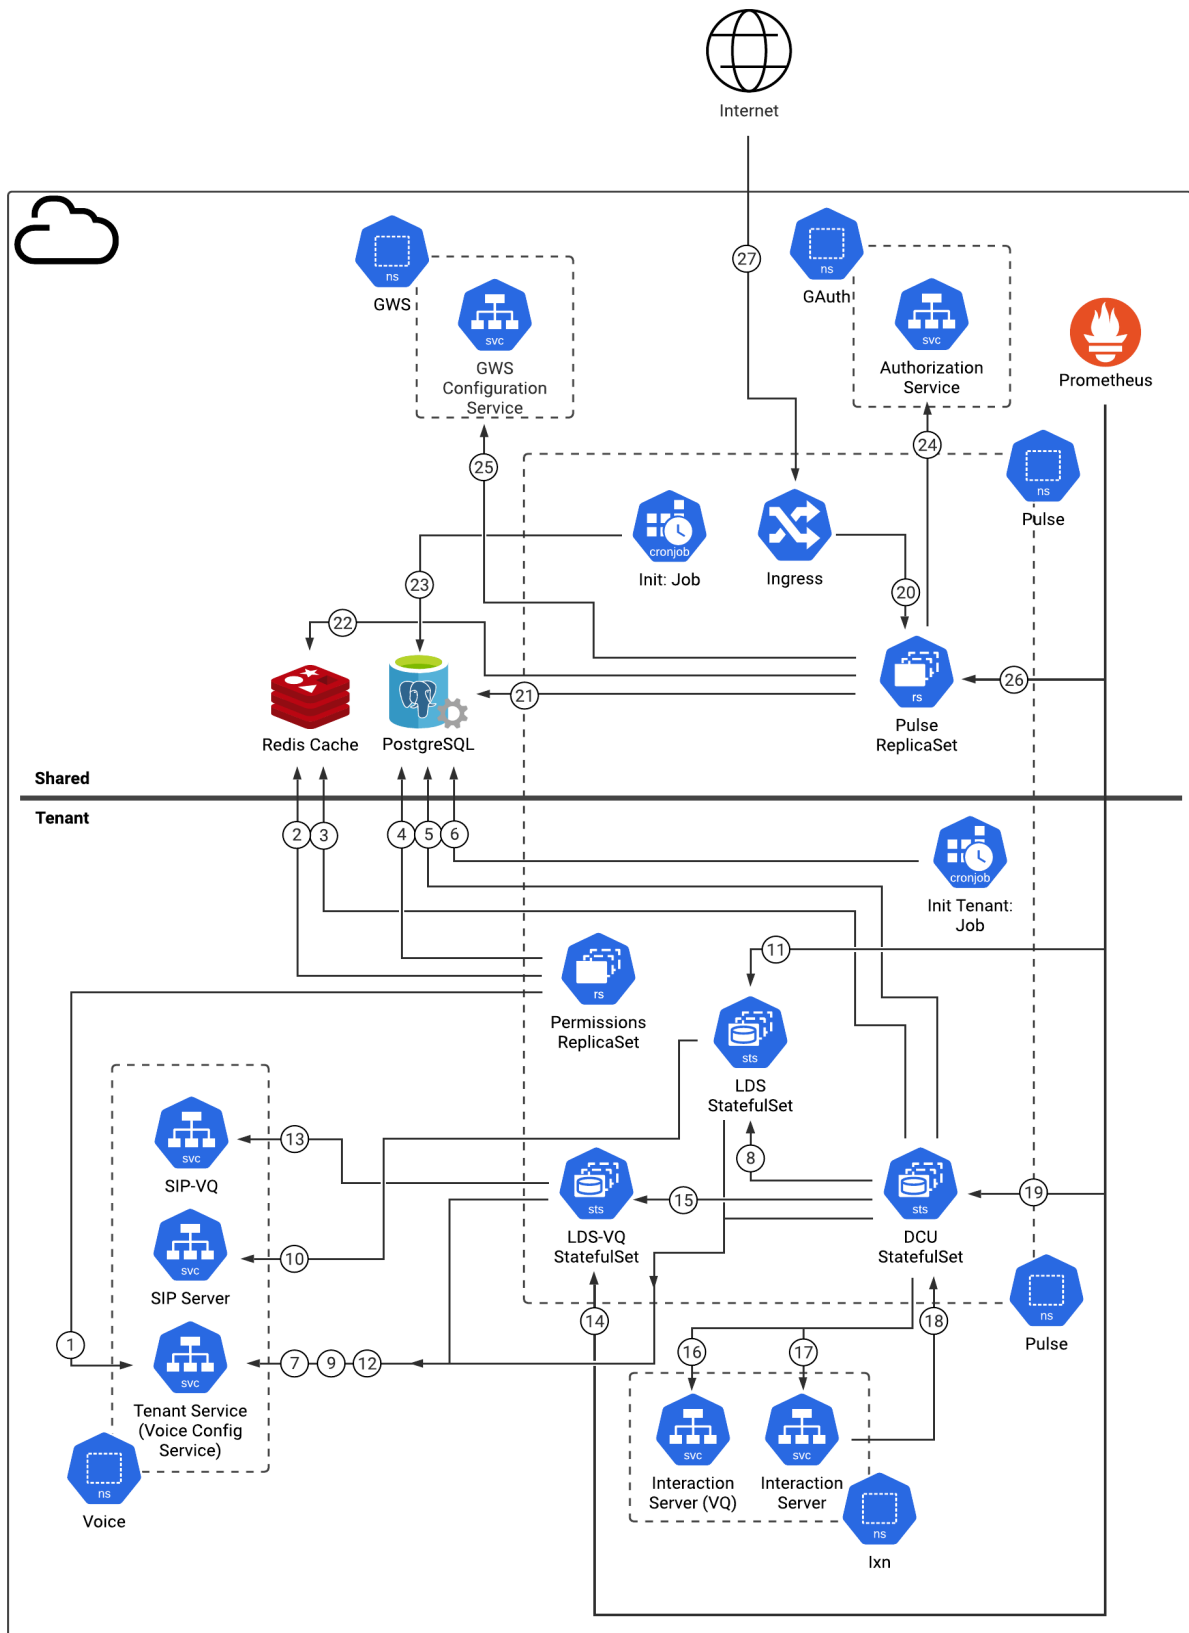 Internet
27
ns
GWS
svc
GWS
Configuration
Service
ns
GAuth
svc
Authorization
Service
Prometheus
25
24
ns
Pulse
cronjob
Init: Job
Ingress
23
20
22
21
rs
Pulse
ReplicaSet
26
Redis Cache
PostgreSQL
Shared
Tenant
2
3
4
5
6
cronjob
Init Tenant:
Job
11
rs
Permissions
ReplicaSet
sts
LDS
StatefulSet
svc
SIP-VQ
13
8
sts
LDS-VQ
StatefulSet
15
sts
DCU
StatefulSet
19
svc
SIP Server
10
ns
Pulse
14
18
1
svc
Tenant Service
(Voice Config
Service)
7
9
12
16
17
ns
Voice
svc
Interaction
Server (VQ)
svc
Interaction
Server
ns
Ixn